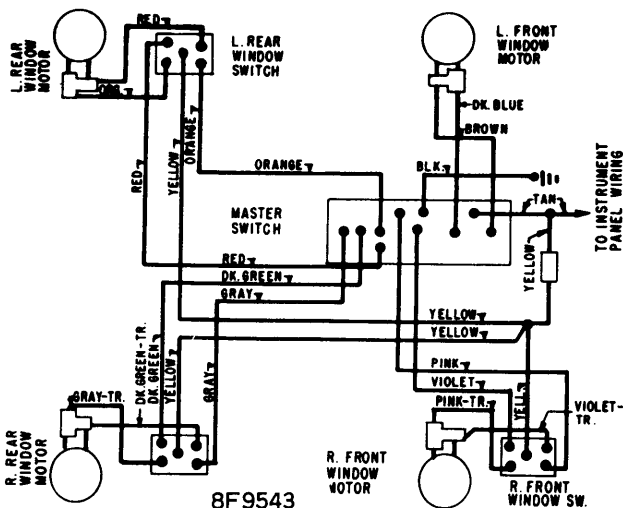 RED
L. REAR
WINDOW
MOTOR
ORG.
L. REAR
WINDOW
SWITCH
L. FRONT
WINDOW
MOTOR
DK. BLUE
BROWN
RED
YELLOW
ORANGE
ORANGE
BLK.
TAN
TO INSTRUMENT
PANEL WIRING
MASTER
SWITCH
YELLOW
RED
DK. GREEN
GRAY
YELLOW
YELLOW
DK. GREEN-TR.
DK. GREEN
YELLOW
GRAY
PINK
VIOLET
PINK-TR.
YELL
VIOLET-
TR.
GRAY-TR.
R. REAR
WINDOW
MOTOR
R. FRONT
WINDOW
MOTOR
R. FRONT
WINDOW SW.
8F9543